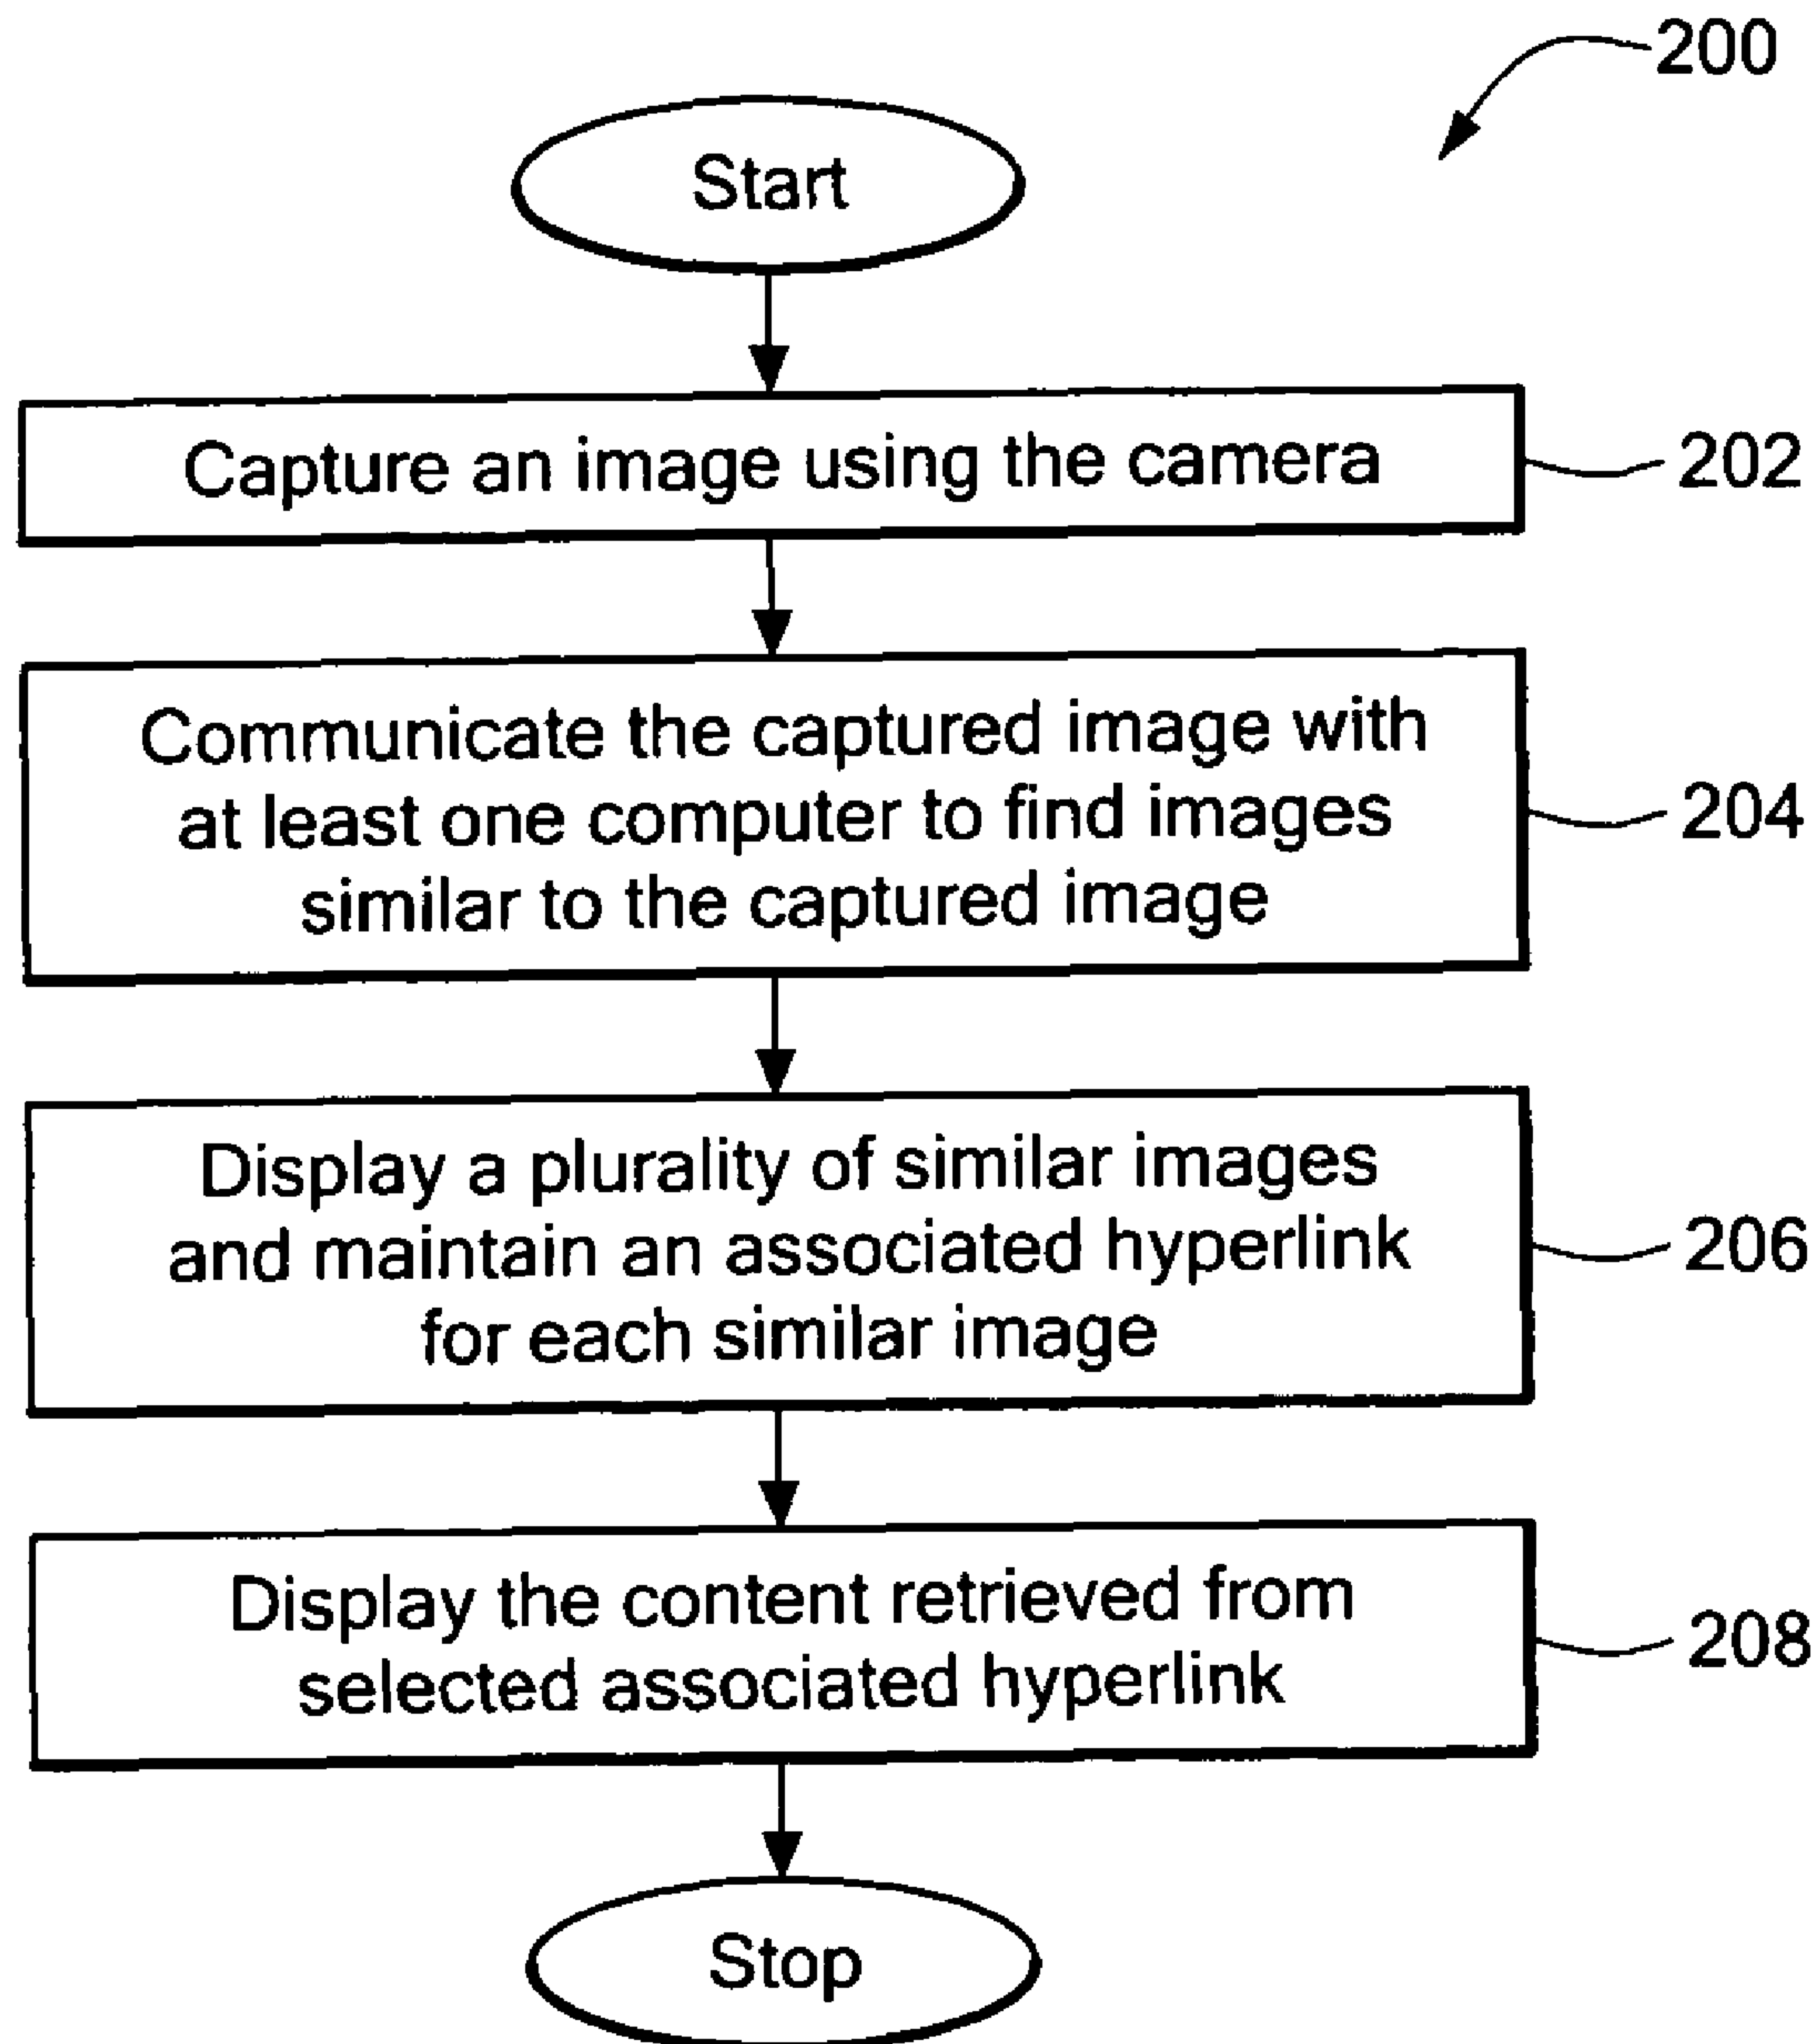 200
Start
Capture an image using the camera
202
Communicate the captured image with
at least one computer to find images
similar to the captured image
204
Display a plurality of similar images
and maintain an associated hyperlink
for each similar image
206
Display the content retrieved from
selected associated hyperlink
208
Stop